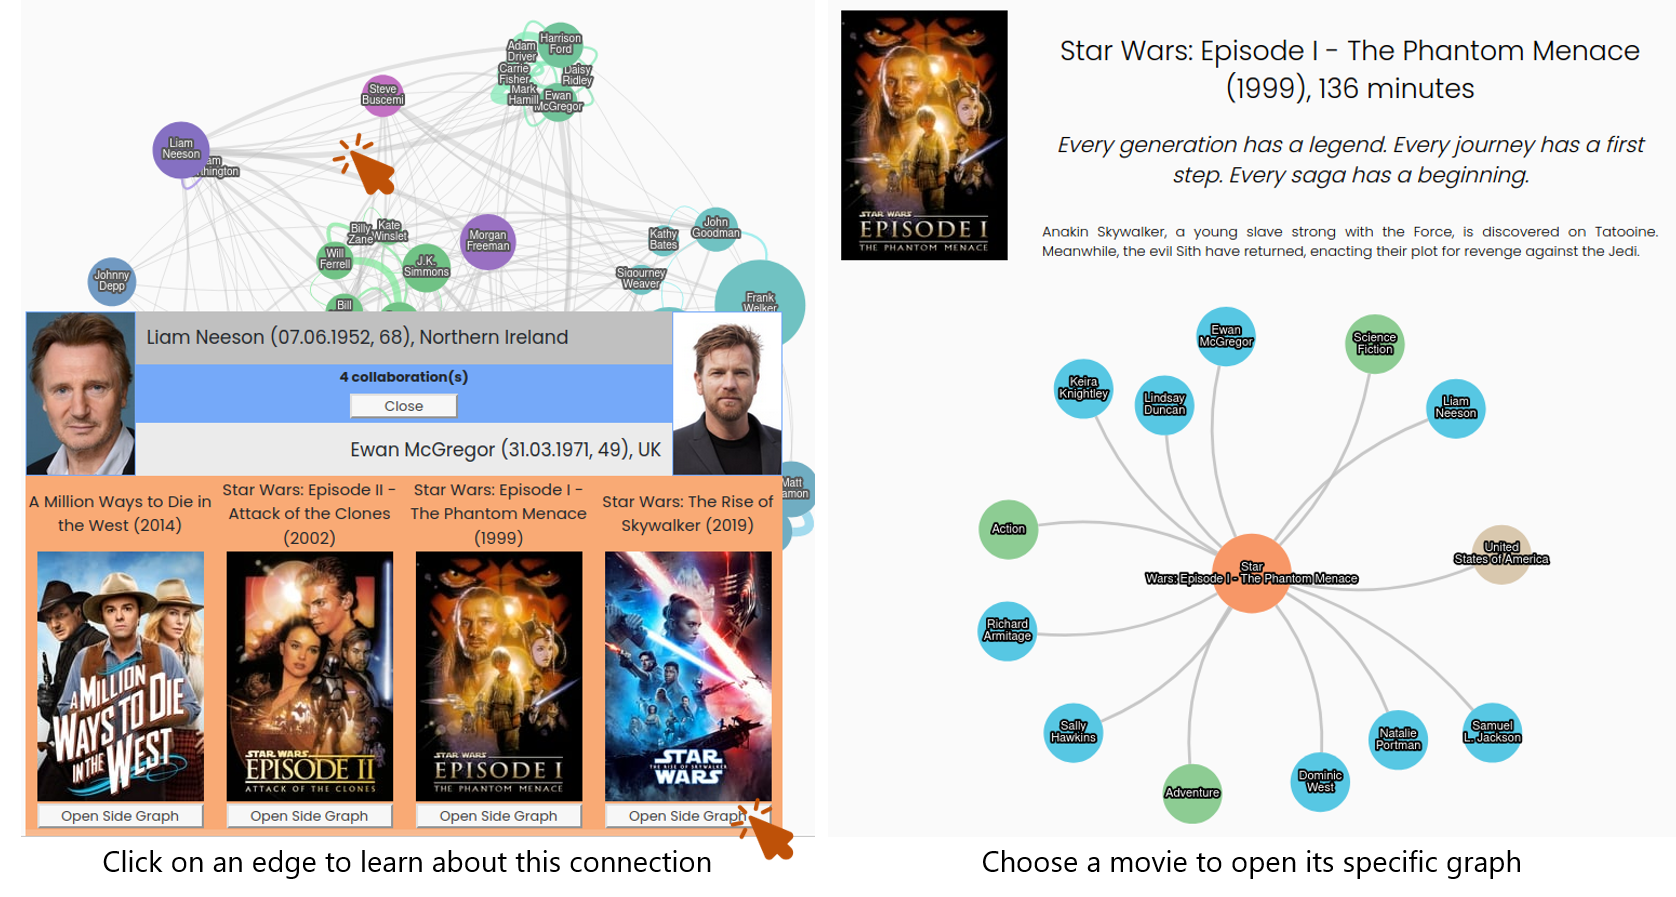 Adam
Driver
Harrison
Ford
Carrie
Fisher
Daisy
Ridley
Mark
Hamill
Ewan
McGregor
Steve
Buscemi
Liam
Neeson
am
thington
Billy
Zane
Kate
Winslet
Will
Ferrell
J.K.
Simmons
Morgan
Freeman
Kathy
Bates
John
Goodman
Sigourney
Weaver
Johnny
Depp
Bill
Frank
Welker
Matt
amon
Liam Neeson (07.06.1952, 68), Northern Ireland
4 collaboration(s)
Close
Ewan McGregor (31.03.1971, 49), UK
A Million Ways to Die in
the West (2014)
Star Wars: Episode II -
Attack of the Clones
(2002)
Star Wars: Episode I -
The Phantom Menace
(1999)
Star Wars: The Rise of
Skywalker (2019)
A MILLION
WAYS TO DIE
IN THE WEST
STAR WARS
EPISODE II
ATTACK OF THE CLONES
STAR WARS
EPISODE I
THE PHANTOM MENACE
STAR
THE RISE OF SKYWALKER
WARS
Open Side Graph
Open Side Graph
Open Side Graph
Open Side Graph
Click on an edge to learn about this connection
STAR WARS
EPISODE I
THE PHANTOM MENACE
Star Wars: Episode I - The Phantom Menace
(1999), 136 minutes
Every generation has a legend. Every journey has a first
step. Every saga has a beginning.
Anakin Skywalker, a young slave strong with the Force, is discovered on Tatooine.
Meanwhile, the evil Sith have returned, enacting their plot for revenge against the Jedi.
Ewan
McGregor
Science
Fiction
Keira
Knightley
Lindsay
Duncan
Liam
Neeson
Action
United
States of America
Star
Wars: Episode I - The Phantom Menace
Richard
Armitage
Sally
Hawkins
Natalie
Portman
Samuel
L. Jackson
Adventure
Dominic
West
Choose a movie to open its specific graph